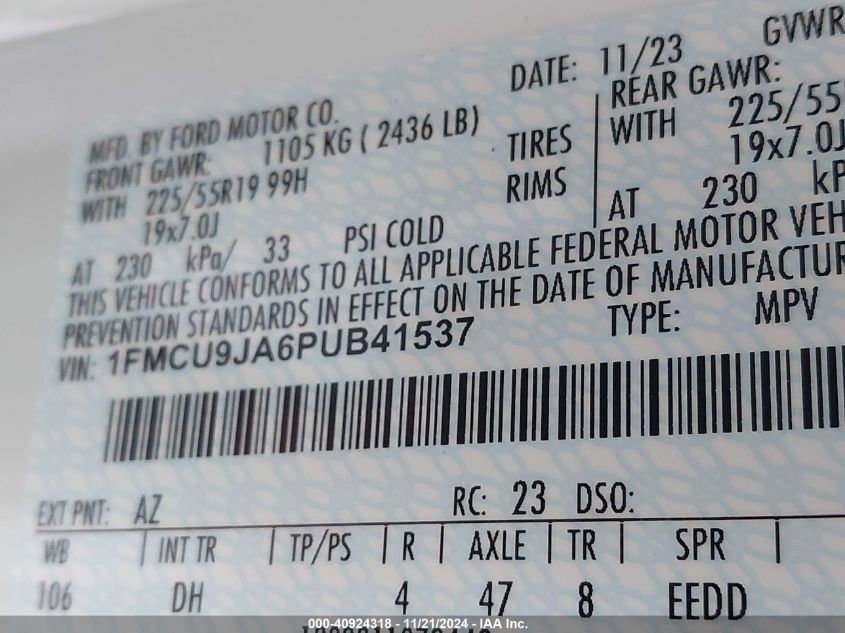 MFD. BY FORD MOTOR CO. DATE: 11/23 GVWR
FRONT GAWR: 1105 KG ( 2436 LB) REAR GAWR:
WITH 225/55R19 99H TIRES WITH 225/55
19x7.0J RIMS 19x7.0J
AT 230 kPa/ 33 PSI COLD AT 230 kP
THIS VEHICLE CONFORMS TO ALL APPLICABLE FEDERAL MOTOR VEH
PREVENTION STANDARDS IN EFFECT ON THE DATE OF MANUFACTUR
VIN: 1FMCU9JA6PUB41537 TYPE: MPV
EXT PNT: AZ RC: 23 DSO:
WB INT TR TP/PS R AXLE TR SPR
106 DH 4 47 8 EEDD
000-40924318 - 11/21/2024 - IAA Inc.